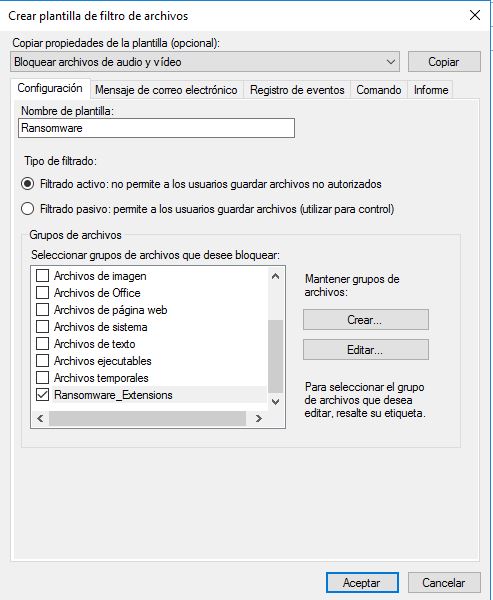 Crear plantilla de filtro de archivos
Copiar propiedades de la plantilla (opcional):
Bloquear archivos de audio y vídeo
Copiar
Configuración
Mensaje de correo electrónico
Registro de eventos
Comando
Informe
Nombre de plantilla:
Ransomware
Tipo de filtrado:
Filtrado activo: no permite a los usuarios guardar archivos no autorizados
Filtrado pasivo: permite a los usuarios guardar archivos (utilizar para control)
Grupos de archivos
Seleccionar grupos de archivos que desee bloquear:
Archivos de imagen
Archivos de Office
Archivos de página web
Archivos de sistema
Archivos de texto
Archivos ejecutables
Archivos temporales
Ransomware_Extensions
Mantener grupos de
archivos:
Crear...
Editar...
Para seleccionar el grupo
de archivos que desea
editar, resalte su etiqueta.
Aceptar
Cancelar